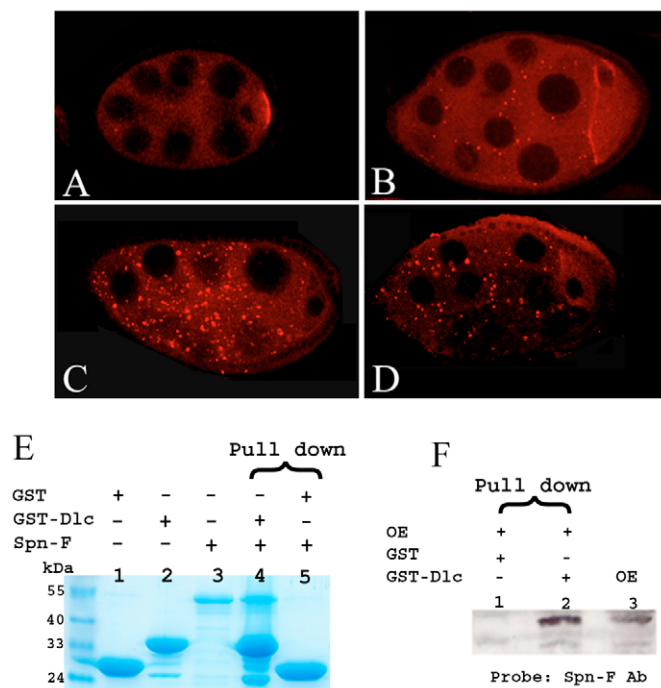 A
B
C
D
E
Pull down
GST + – – – +
GST-Dlc – + – + –
Spn-F – – + + +
kDa 1 2 3 4 5
55
40
33
24
F
Pull down
OE + +
GST + –
GST-Dlc – + OE
1 2 3
Probe: Spn-F Ab